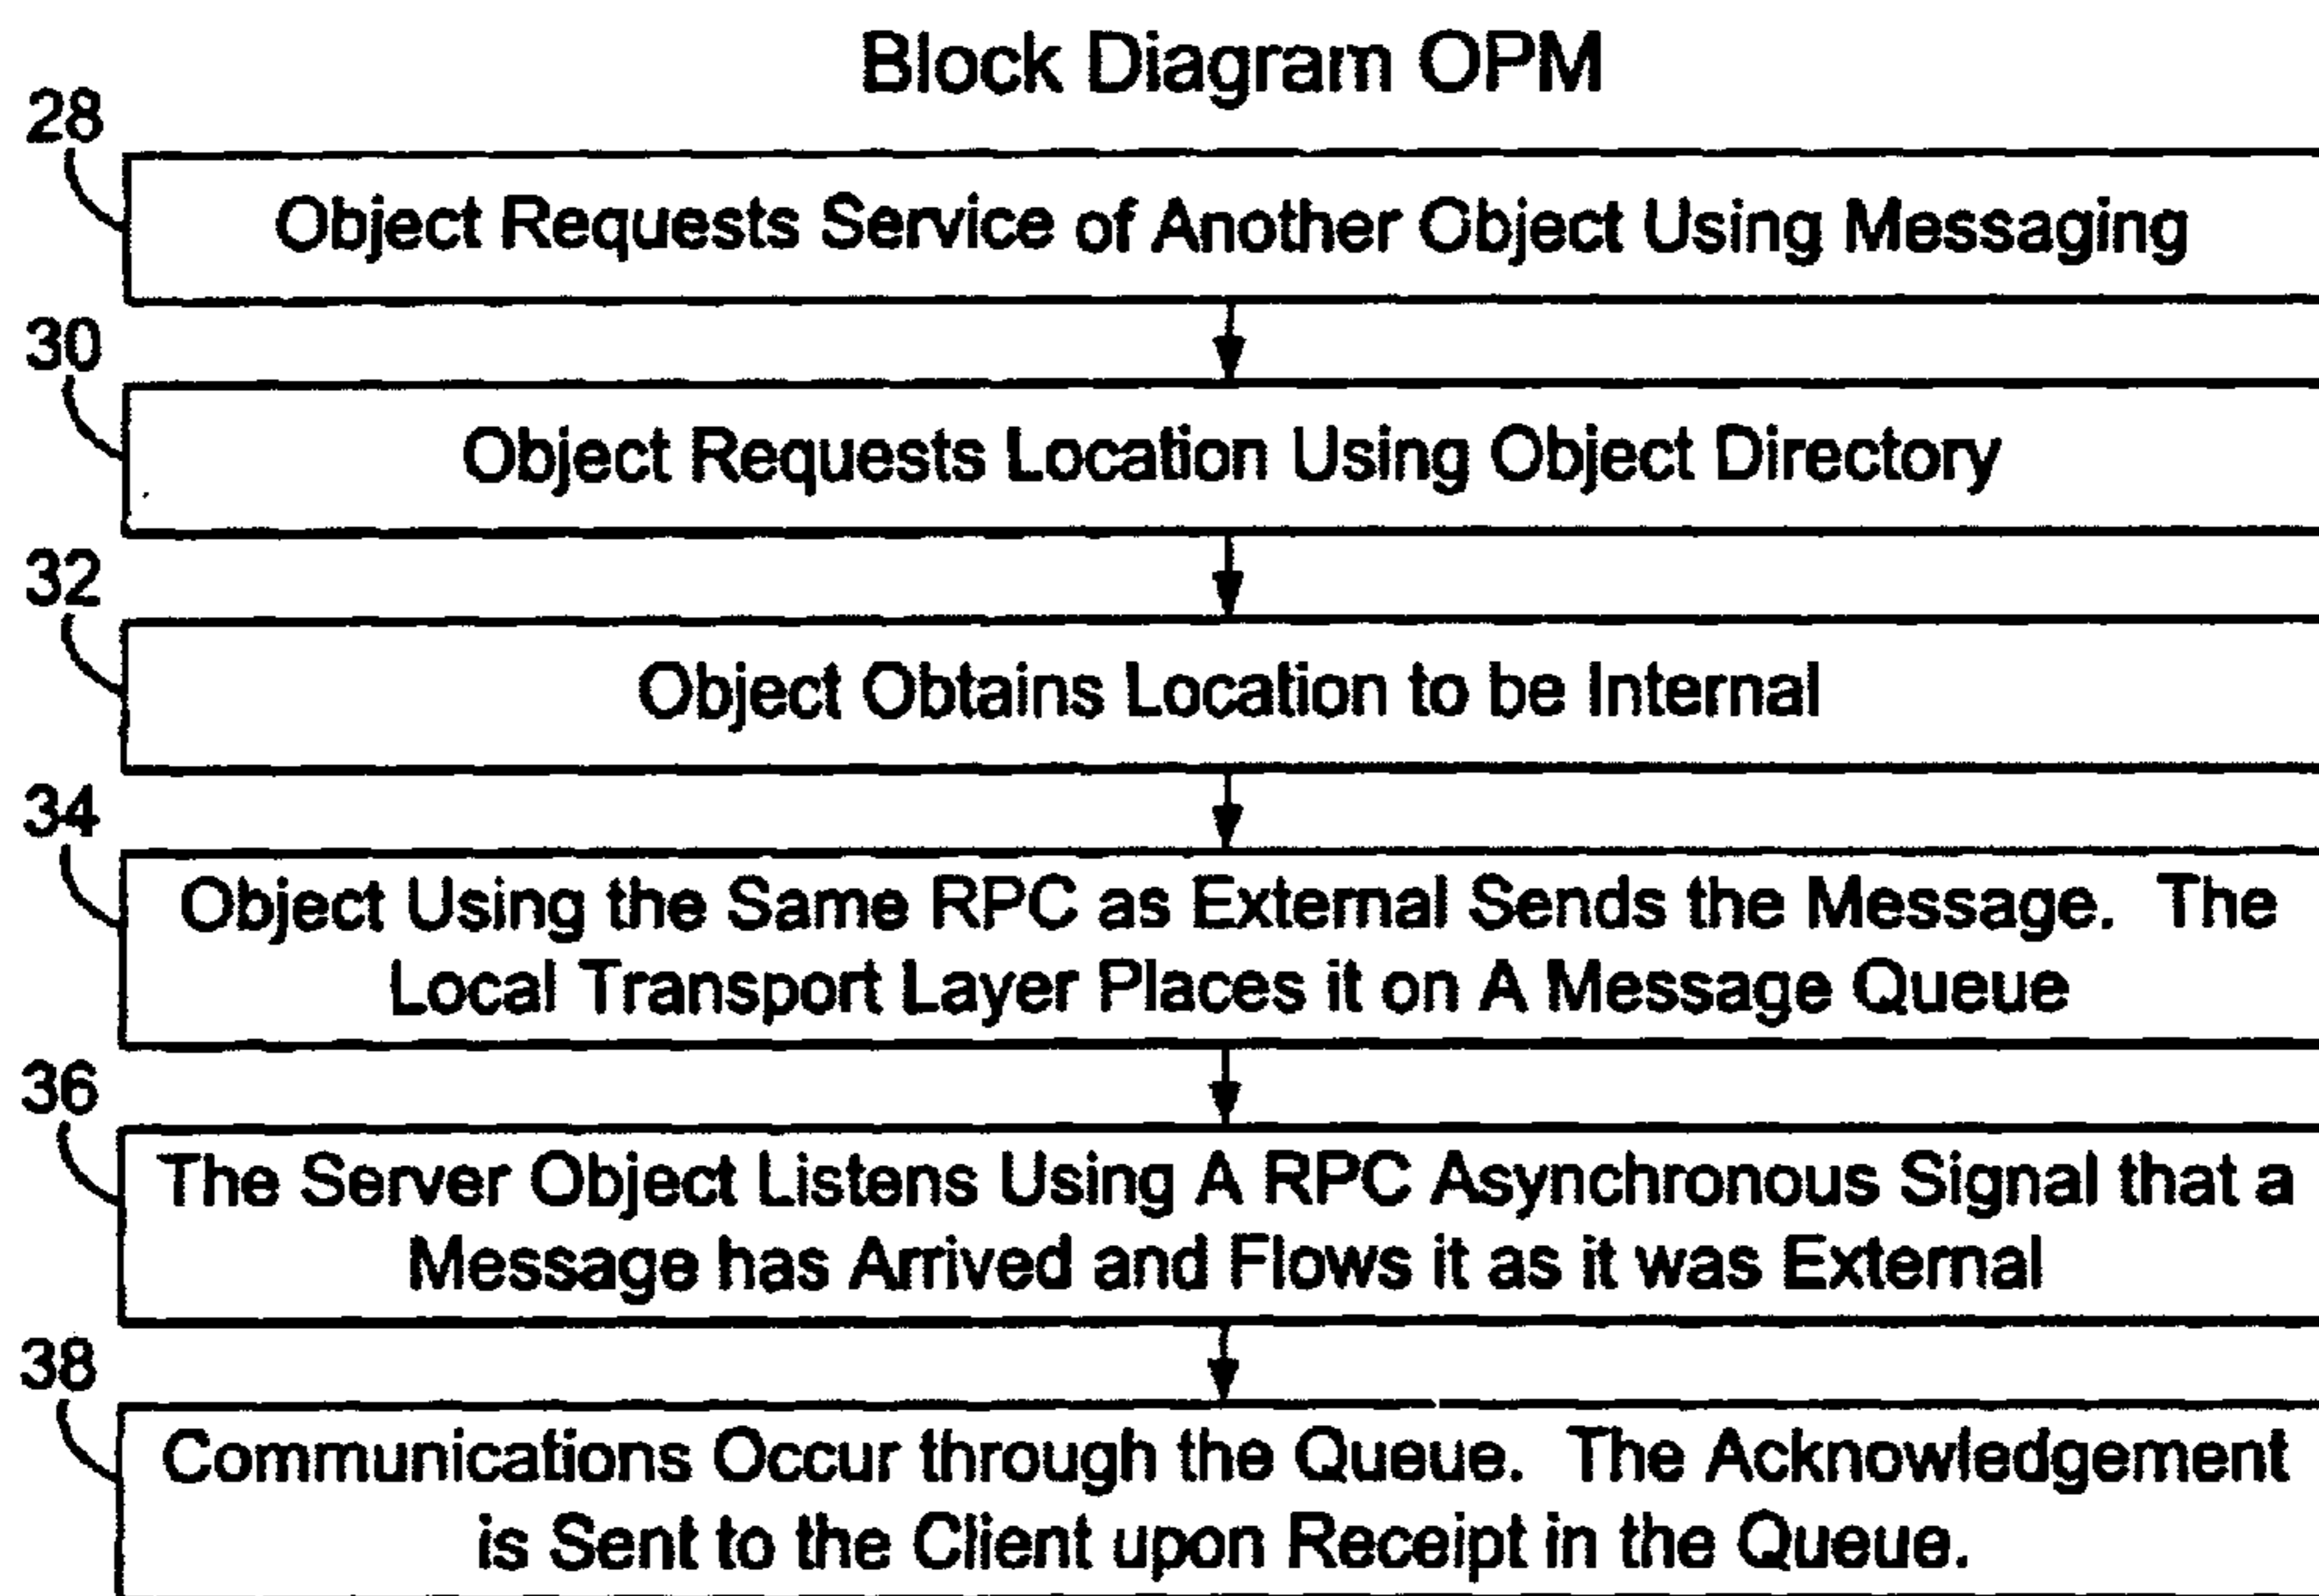 Block Diagram OPM
28
Object Requests Service of Another Object Using Messaging
30
Object Requests Location Using Object Directory
32
Object Obtains Location to be Internal
34
Object Using the Same RPC as External Sends the Message. The
Local Transport Layer Places it on A Message Queue
36
The Server Object Listens Using A RPC Asynchronous Signal that a
Message has Arrived and Flows it as it was External
38
Communications Occur through the Queue. The Acknowledgement
is Sent to the Client upon Receipt in the Queue.